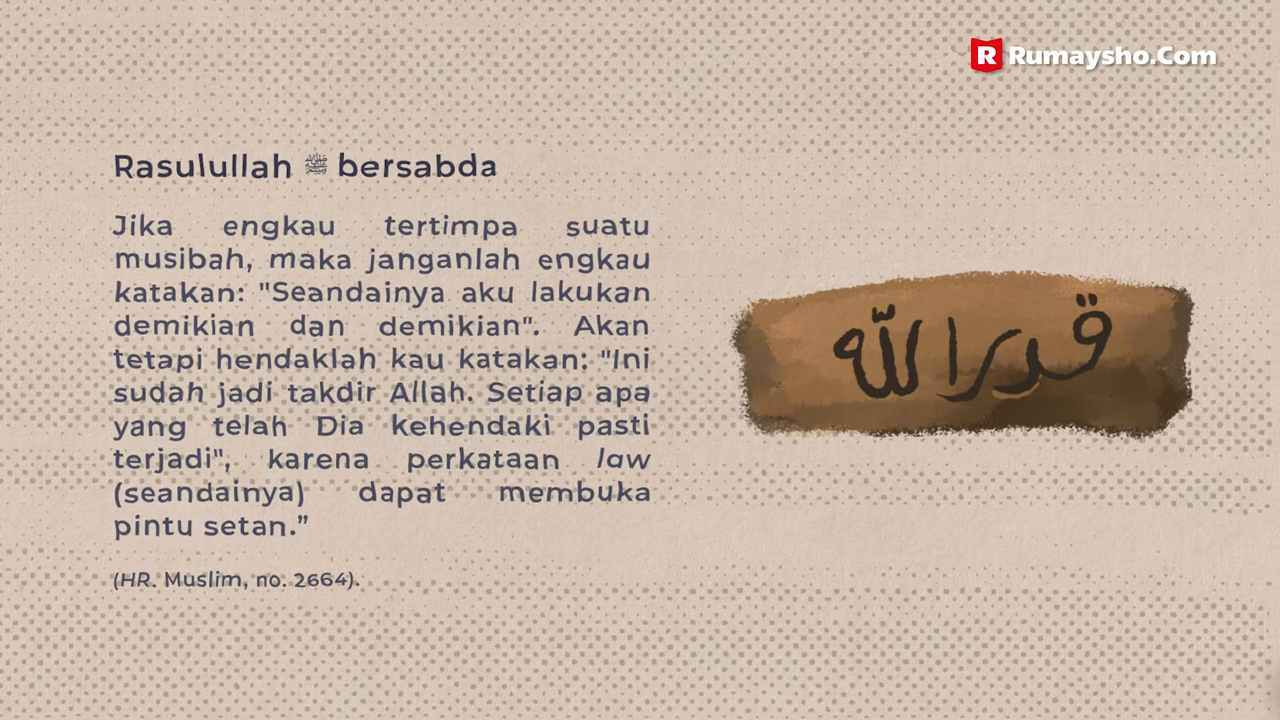 R Rumaysho.Com
Rasulullah ﷺ bersabda
Jika engkau tertimpa suatu
musibah, maka janganlah engkau
katakan: "Seandainya aku lakukan
demikian dan demikian". Akan
tetapi hendaklah kau katakan: "Ini
sudah jadi takdir Allah. Setiap apa
yang telah Dia kehendaki pasti
terjadi", karena perkataan law
(seandainya) dapat membuka
pintu setan.”
(HR. Muslim, no. 2664).
قدر الله